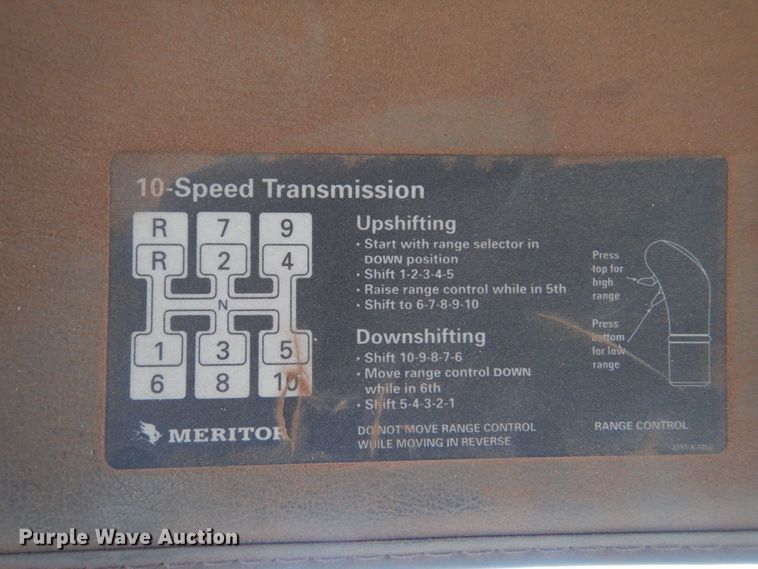 10-Speed Transmission
R 7 9
R 2 4
N
1 3 5
6 8 10
MERITOR
Upshifting
• Start with range selector in
DOWN position
• Shift 1-2-3-4-5
• Raise range control while in 5th
• Shift to 6-7-8-9-10
Downshifting
• Shift 10-9-8-7-6
• Move range control DOWN
while in 6th
• Shift 5-4-3-2-1
DO NOT MOVE RANGE CONTROL
WHILE MOVING IN REVERSE
Press
top for
high
range
Press
bottom
for low
range
RANGE CONTROL
Purple Wave Auction